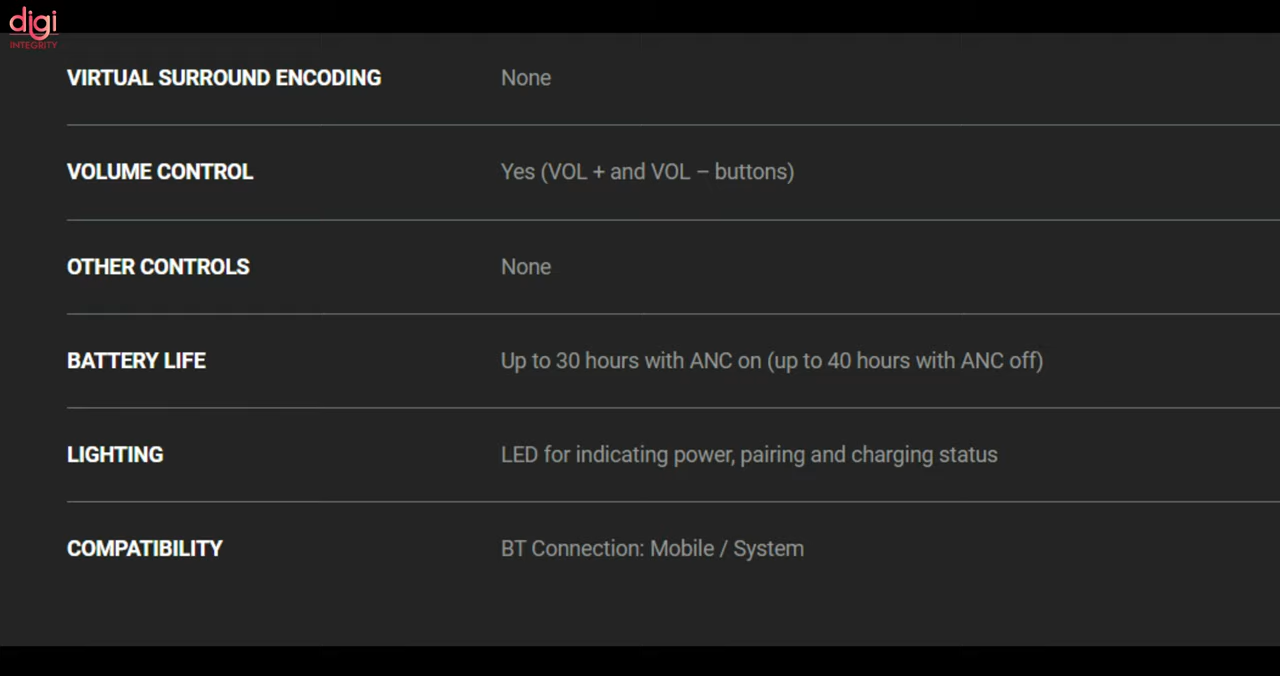 digi
INTEGRITY
VIRTUAL SURROUND ENCODING None
VOLUME CONTROL Yes (VOL + and VOL – buttons)
OTHER CONTROLS None
BATTERY LIFE Up to 30 hours with ANC on (up to 40 hours with ANC off)
LIGHTING LED for indicating power, pairing and charging status
COMPATIBILITY BT Connection: Mobile / System